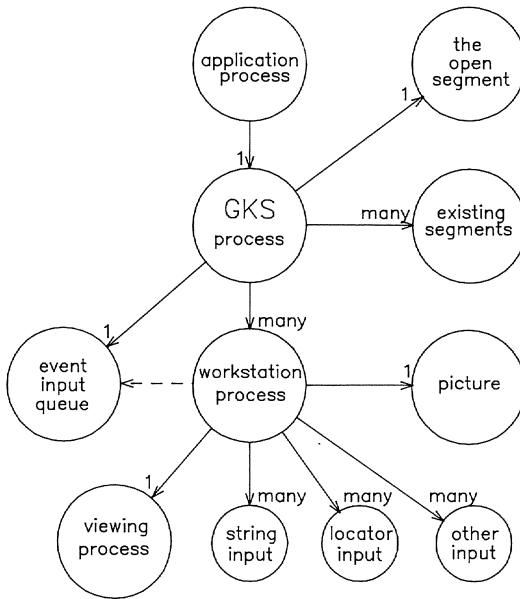 application
process
the
open
segment
1
1
GKS
process
many
existing
segments
1
many
event
input
queue
workstation
process
1
picture
1
many
many
many
viewing
process
string
input
locator
input
other
input